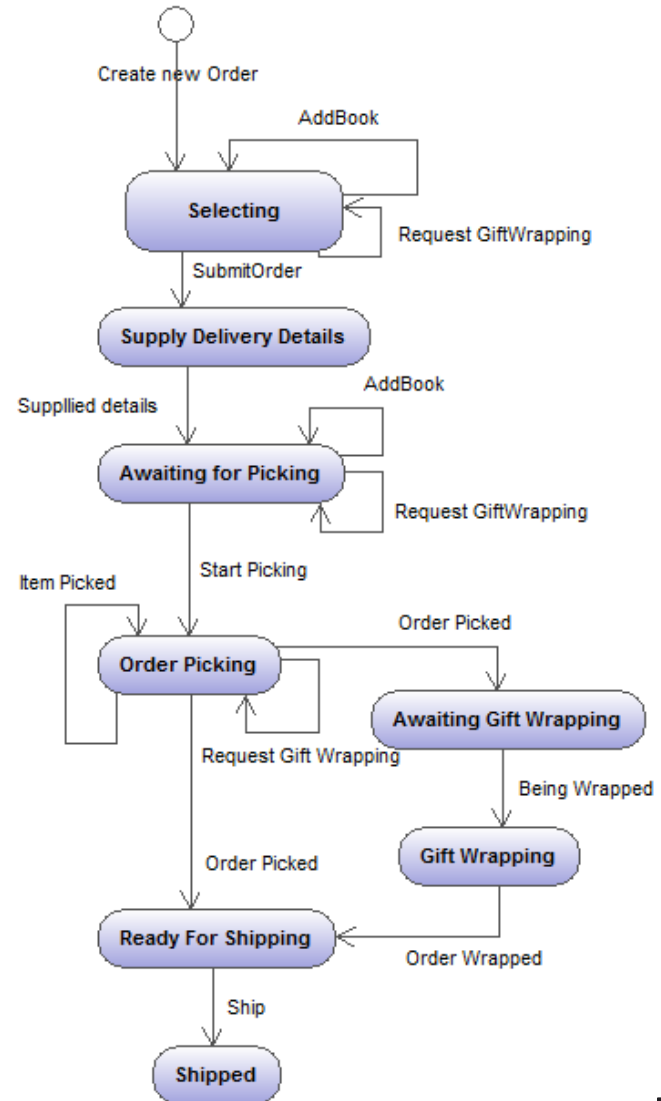 Create new Order
AddBook
Selecting
Request GiftWrapping
SubmitOrder
Supply Delivery Details
AddBook
Suppllied details
Awaiting for Picking
Request GiftWrapping
Start Picking
Item Picked
Order Picked
Order Picking
Awaiting Gift Wrapping
Request Gift Wrapping
Being Wrapped
Gift Wrapping
Order Picked
Ready For Shipping
Order Wrapped
Ship
Shipped